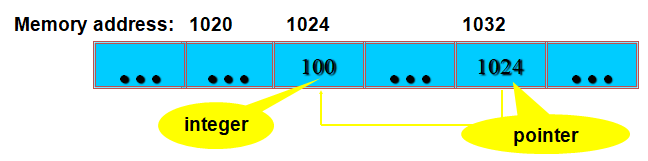 Memory address: 1020 1024 1032
... ... 100 ... 1024 ...
integer
pointer